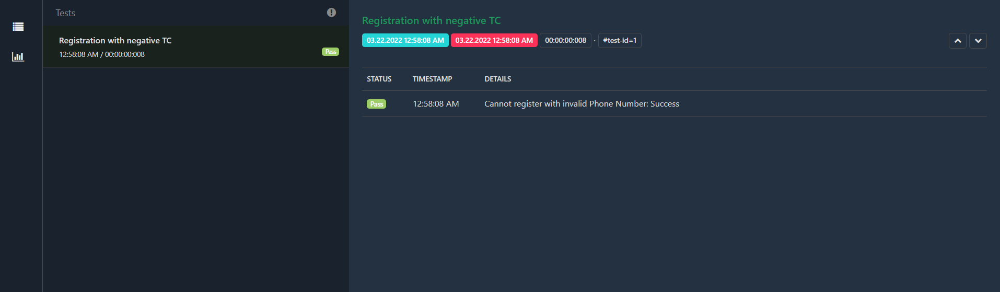 Tests
Registration with negative TC
12:58:08 AM / 00:00:00:008
Pass
Registration with negative TC
03.22.2022 12:58:08 AM 03.22.2022 12:58:08 AM 00:00:00:008 · #test-id=1
STATUS TIMESTAMP DETAILS
Pass 12:58:08 AM Cannot register with invalid Phone Number: Success